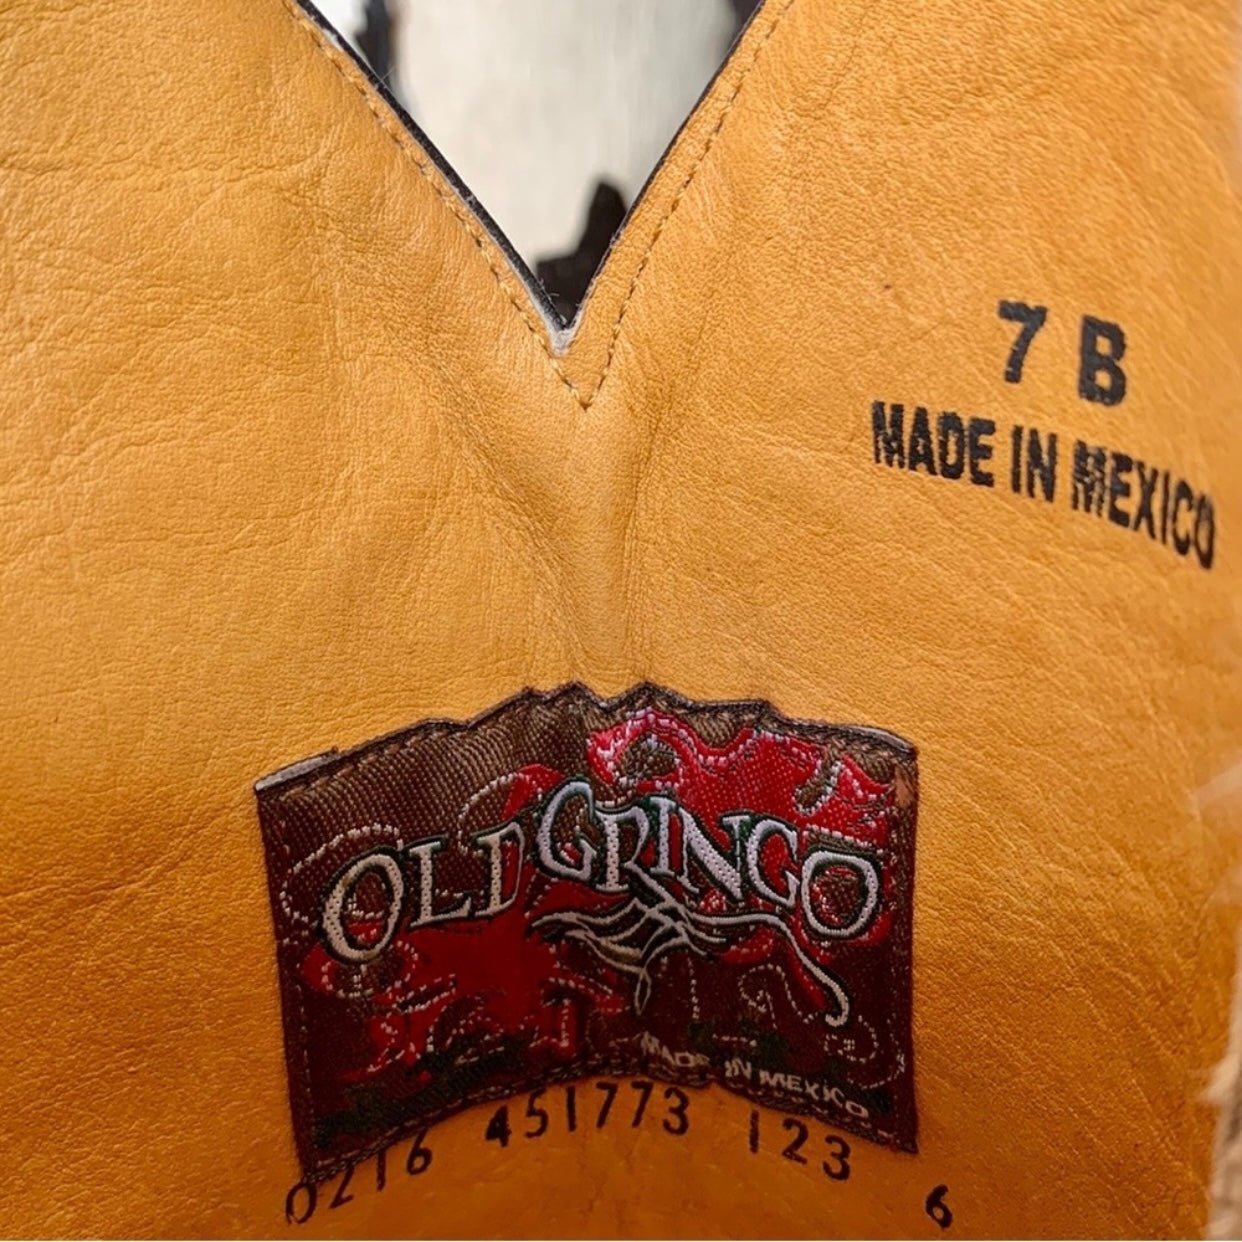 7 B
MADE IN MEXICO
OLD GRINGO
MADE IN MEXICO
0216 451773 123 6